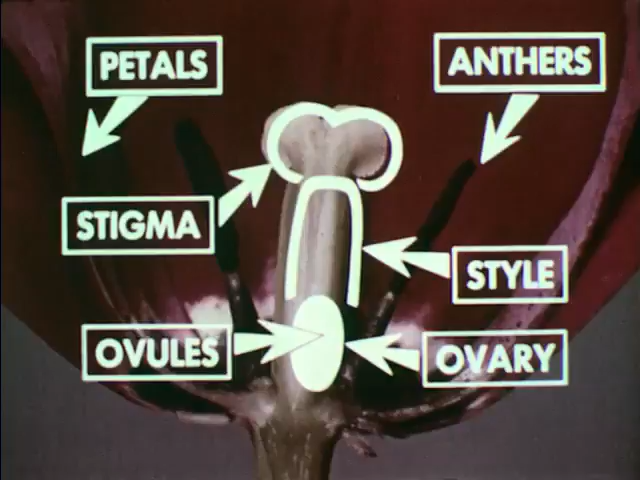 PETALS
ANTHERS
STIGMA
STYLE
OVULES
OVARY